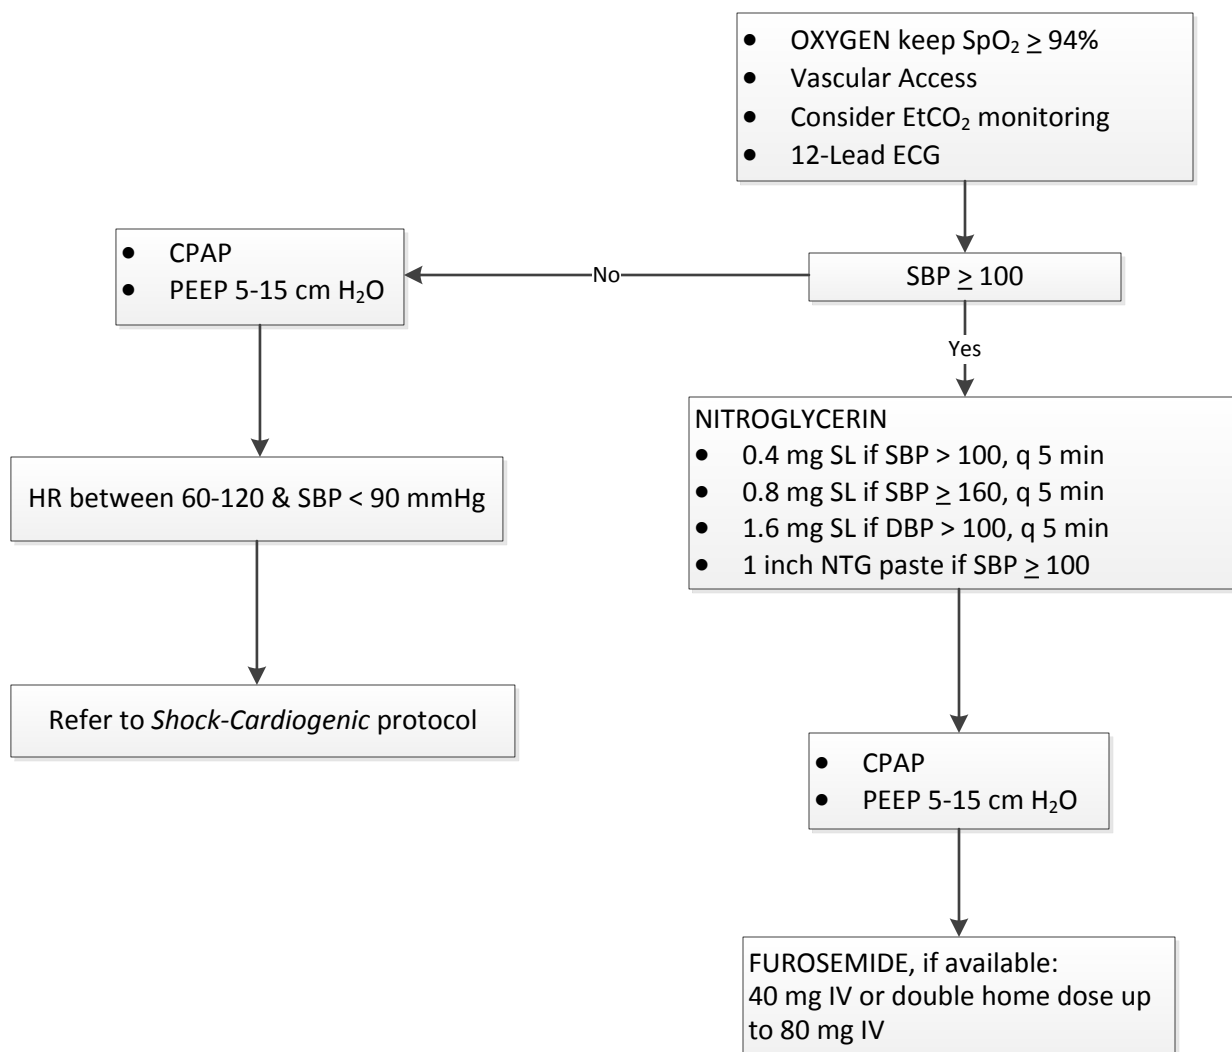 • OXYGEN keep SpO₂ ≥ 94%
• Vascular Access
• Consider EtCO₂ monitoring
• 12-Lead ECG
• CPAP
• PEEP 5-15 cm H₂O
No
SBP ≥ 100
Yes
NITROGLYCERIN
• 0.4 mg SL if SBP > 100, q 5 min
• 0.8 mg SL if SBP ≥ 160, q 5 min
• 1.6 mg SL if DBP > 100, q 5 min
• 1 inch NTG paste if SBP ≥ 100
HR between 60-120 & SBP < 90 mmHg
Refer to Shock-Cardiogenic protocol
• CPAP
• PEEP 5-15 cm H₂O
FUROSEMIDE, if available:
40 mg IV or double home dose up
to 80 mg IV